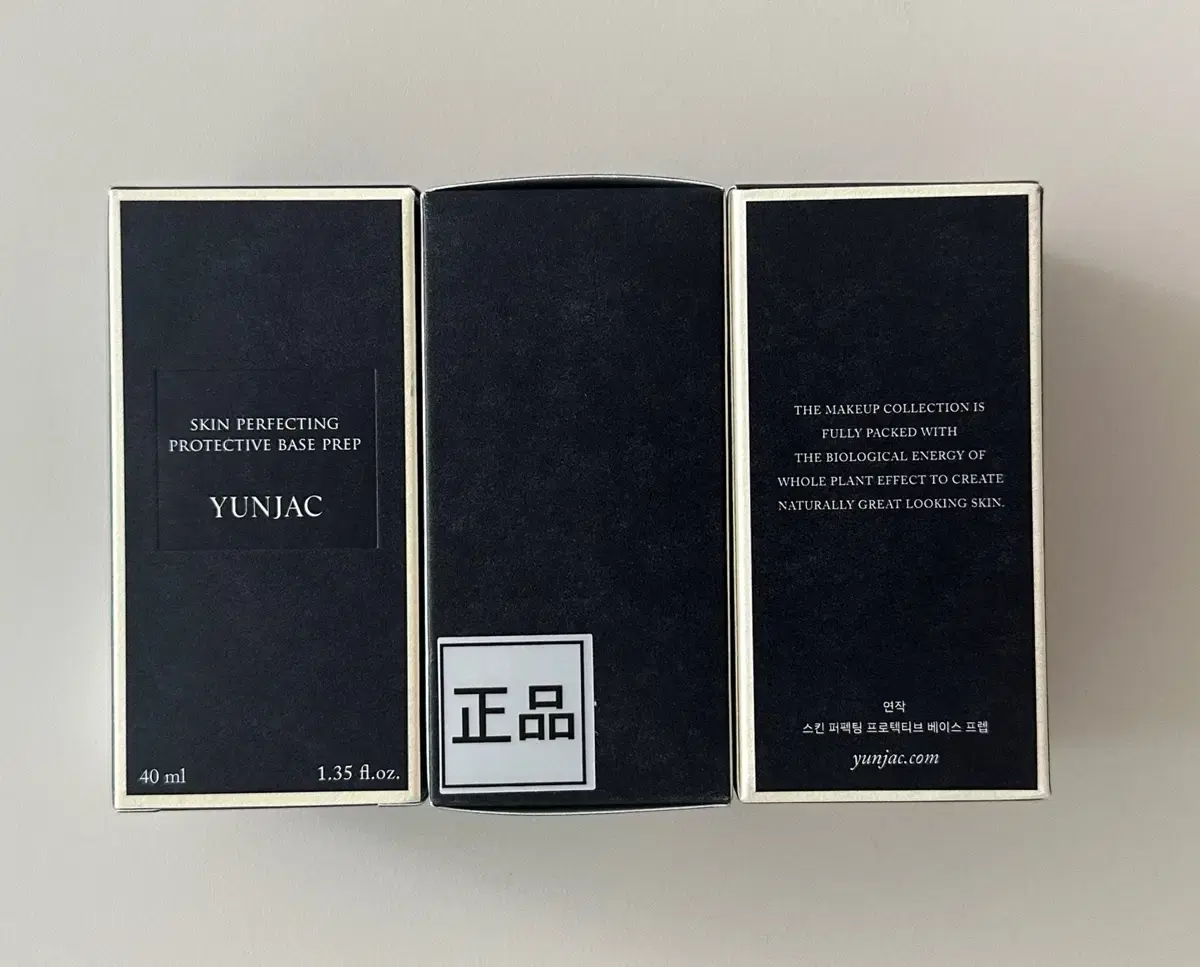 SKIN PERFECTING
PROTECTIVE BASE PREP
YUNJAC
40 ml 1.35 fl.oz.
正品
THE MAKEUP COLLECTION IS
FULLY PACKED WITH
THE BIOLOGICAL ENERGY OF
WHOLE PLANT EFFECT TO CREATE
NATURALLY GREAT LOOKING SKIN.
연작
스킨 퍼펙팅 프로텍티브 베이스 프렙
yunjac.com